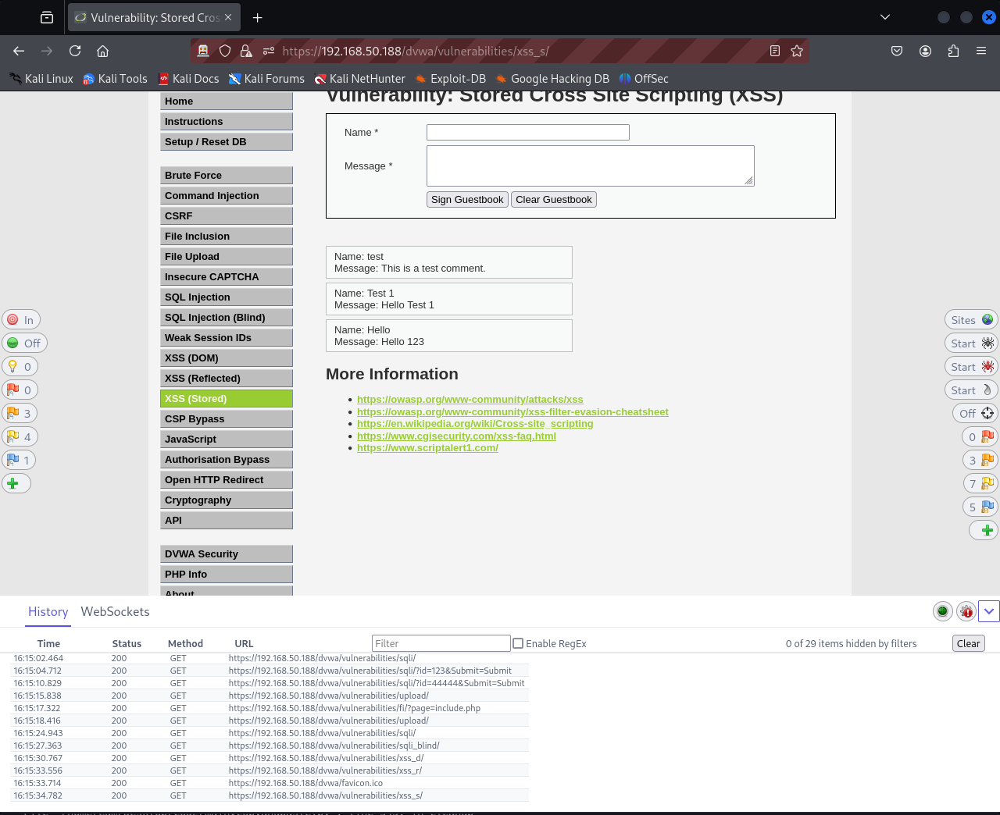 Vulnerability: Stored Cros
https://192.168.50.188/dvwa/vulnerabilities/xss_s/
Kali Linux Kali Tools Kali Docs Kali Forums Kali NetHunter Exploit-DB Google Hacking DB OffSec
Vulnerability: Stored Cross Site Scripting (XSS)
Home
Instructions
Setup / Reset DB
Brute Force
Command Injection
CSRF
File Inclusion
File Upload
Insecure CAPTCHA
SQL Injection
SQL Injection (Blind)
Weak Session IDs
XSS (DOM)
XSS (Reflected)
XSS (Stored)
CSP Bypass
JavaScript
Authorisation Bypass
Open HTTP Redirect
Cryptography
API
DVWA Security
PHP Info
About
Name *
Message *
Sign Guestbook Clear Guestbook
Name: test
Message: This is a test comment.
Name: Test 1
Message: Hello Test 1
Name: Hello
Message: Hello 123
More Information
https://owasp.org/www-community/attacks/xss
https://owasp.org/www-community/xss-filter-evasion-cheatsheet
https://en.wikipedia.org/wiki/Cross-site_scripting
https://www.cgisecurity.com/xss-faq.html
https://www.scriptalert1.com/
In
Off
0
0
3
4
1
Sites
Start
Start
Start
Off
0
3
7
5
History WebSockets
Time Status Method URL Filter Enable RegEx 0 of 29 items hidden by filters Clear
16:15:02.464 200 GET https://192.168.50.188/dvwa/vulnerabilities/sqli/
16:15:04.712 200 GET https://192.168.50.188/dvwa/vulnerabilities/sqli/?id=123&Submit=Submit
16:15:10.829 200 GET https://192.168.50.188/dvwa/vulnerabilities/sqli/?id=44444&Submit=Submit
16:15:15.838 200 GET https://192.168.50.188/dvwa/vulnerabilities/upload/
16:15:17.322 200 GET https://192.168.50.188/dvwa/vulnerabilities/fi/?page=include.php
16:15:18.416 200 GET https://192.168.50.188/dvwa/vulnerabilities/upload/
16:15:24.943 200 GET https://192.168.50.188/dvwa/vulnerabilities/sqli/
16:15:27.363 200 GET https://192.168.50.188/dvwa/vulnerabilities/sqli_blind/
16:15:30.767 200 GET https://192.168.50.188/dvwa/vulnerabilities/xss_d/
16:15:33.556 200 GET https://192.168.50.188/dvwa/vulnerabilities/xss_r/
16:15:33.714 200 GET https://192.168.50.188/dvwa/favicon.ico
16:15:34.782 200 GET https://192.168.50.188/dvwa/vulnerabilities/xss_s/